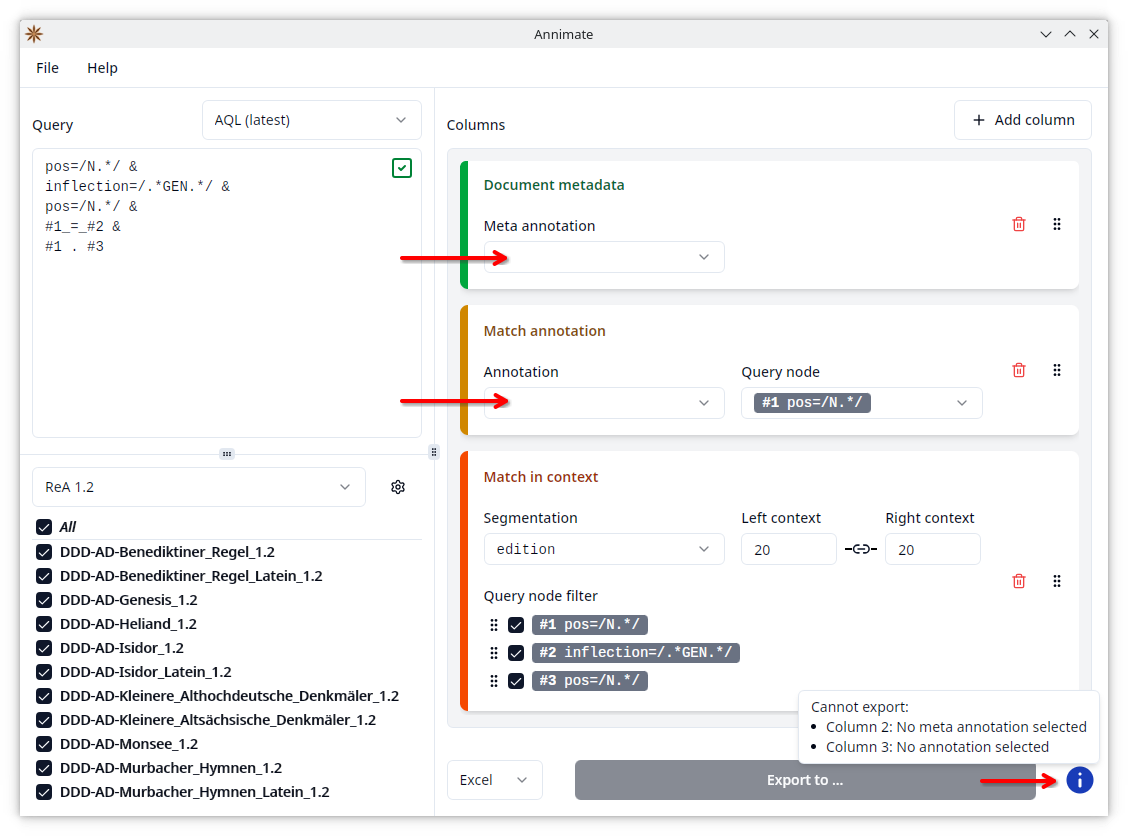 Annimate
File Help
Query
AQL (latest)
pos=/N.*/ &
inflection=/.*GEN.*/ &
pos=/N.*/ &
#1_=_#2 &
#1 . #3
ReA 1.2
All
DDD-AD-Benediktiner_Regel_1.2
DDD-AD-Benediktiner_Regel_Latein_1.2
DDD-AD-Genesis_1.2
DDD-AD-Heliand_1.2
DDD-AD-Isidor_1.2
DDD-AD-Isidor_Latein_1.2
DDD-AD-Kleinere_Althochdeutsche_Denkmäler_1.2
DDD-AD-Kleinere_Altsächsische_Denkmäler_1.2
DDD-AD-Monsee_1.2
DDD-AD-Murbacher_Hymnen_1.2
DDD-AD-Murbacher_Hymnen_Latein_1.2
Columns
Add column
Document metadata
Meta annotation
Match annotation
Annotation Query node
#1 pos=/N.*/
Match in context
Segmentation Left context Right context
edition 20 20
Query node filter
#1 pos=/N.*/
#2 inflection=/.*GEN.*/
#3 pos=/N.*/
Cannot export:
• Column 2: No meta annotation selected
• Column 3: No annotation selected
Excel
Export to ...